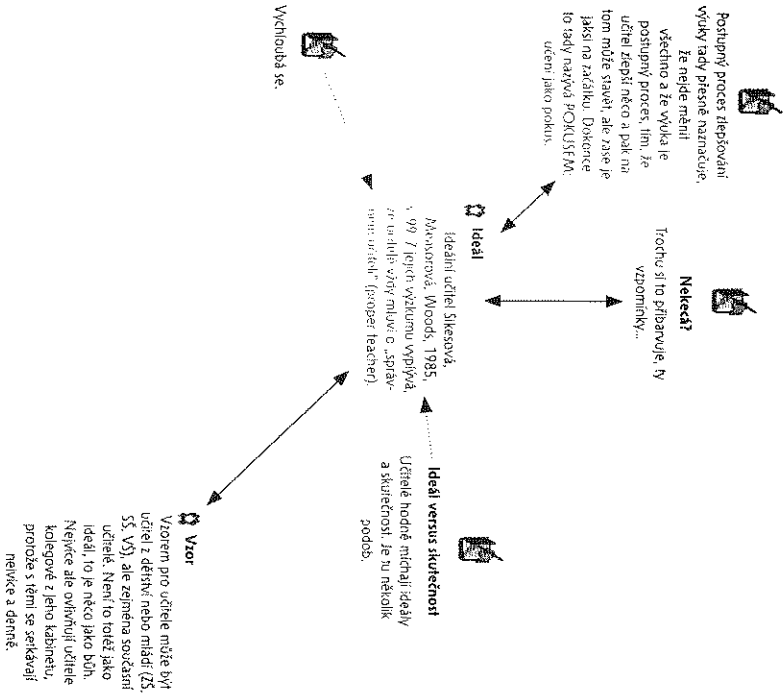 Postupný proces zlepšování
výuky tady přesně naznačuje,
že nejde měnit
všechno a že výuka je
postupný proces, tím, že
učitel zlepší něco a pak na
tom může stavět, ale zase je
jaksi na začátku. Dokonce
to tady nazývá POKUSEM:
učení jako pokus.
Nekecá?
Trochu si to přibarvuje, ty
vzpomínky...
Ideál versus skutečnost
Učitelé hodně míchají ideály
a skutečnost. Je tu několik
podob.
Vychloubá se.
Ideál
Ideální učitel Sikesová,
Measorová, Woods, 1985,
s. 99. Z jejich výzkumu vyplývá,
že učitelé vždy mluví o „správ-
ném učiteli“ (proper teacher).
Vzor
Vzorem pro učitele může být
učitel z dětství nebo mládí (ZŠ,
SŠ, VŠ), ale zejména současní
učitelé. Není to totéž jako
ideál, to je něco jako bůh.
Nejvíce ale ovlivňují učitele
kolegové z jeho kabinetu,
protože s těmi se setkávají
nejvíce a denně.